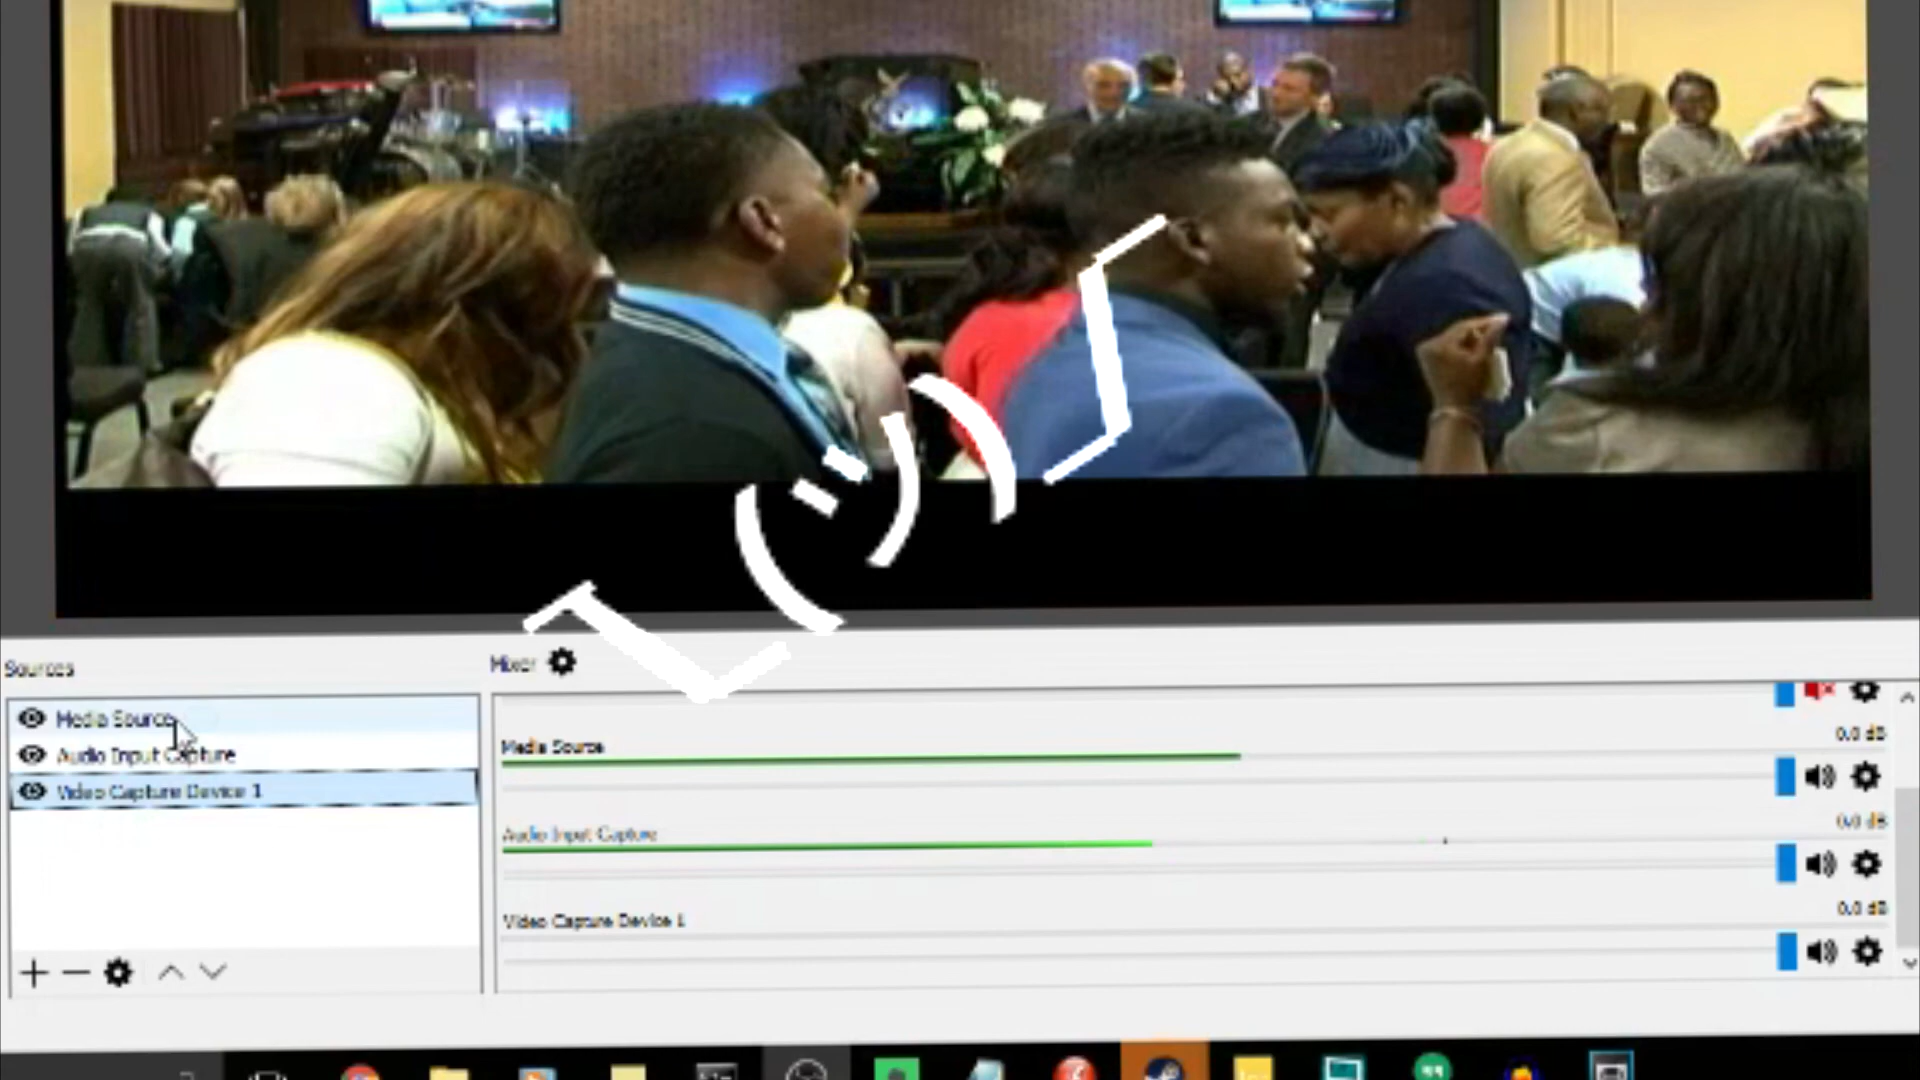 ¯\_(ツ)_/¯
Sources
Mixer
Media Source
Audio Input Capture
Video Capture Device 1
Media Source
0.0 dB
Audio Input Capture
0.0 dB
Video Capture Device 1
0.0 dB